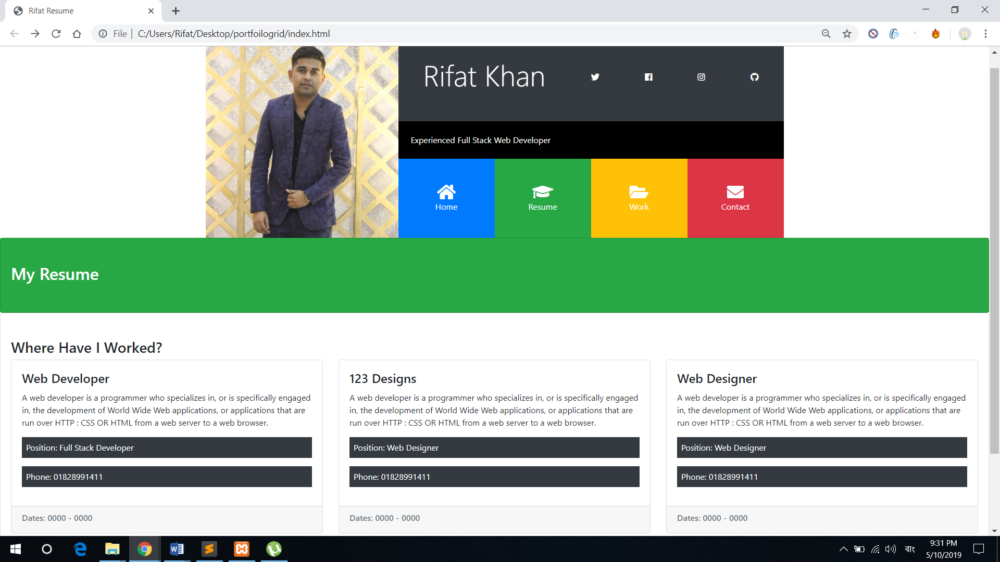 Rifat Resume
File
C:/Users/Rifat/Desktop/portfoilogrid/index.html
Rifat Khan
Experienced Full Stack Web Developer
Home
Resume
Work
Contact
My Resume
Where Have I Worked?
Web Developer
A web developer is a programmer who specializes in, or is specifically engaged
in, the development of World Wide Web applications, or applications that are
run over HTTP : CSS OR HTML from a web server to a web browser.
Position: Full Stack Developer
Phone: 01828991411
Dates: 0000 - 0000
123 Designs
A web developer is a programmer who specializes in, or is specifically engaged
in, the development of World Wide Web applications, or applications that are
run over HTTP : CSS OR HTML from a web server to a web browser.
Position: Web Designer
Phone: 01828991411
Dates: 0000 - 0000
Web Designer
A web developer is a programmer who specializes in, or is specifically engaged
in, the development of World Wide Web applications, or applications that are
run over HTTP : CSS OR HTML from a web server to a web browser.
Position: Web Designer
Phone: 01828991411
Dates: 0000 - 0000
বাং
9:31 PM
5/10/2019